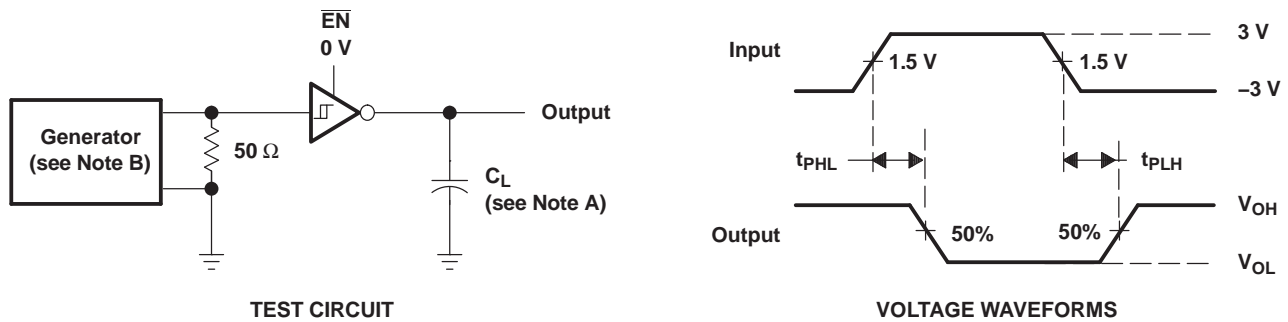 EN
0 V
Generator
(see Note B)
50 Ω
Output
CL
(see Note A)
TEST CIRCUIT
Input
1.5 V
1.5 V
3 V
–3 V
tPHL
tPLH
Output
50%
50%
VOH
VOL
VOLTAGE WAVEFORMS